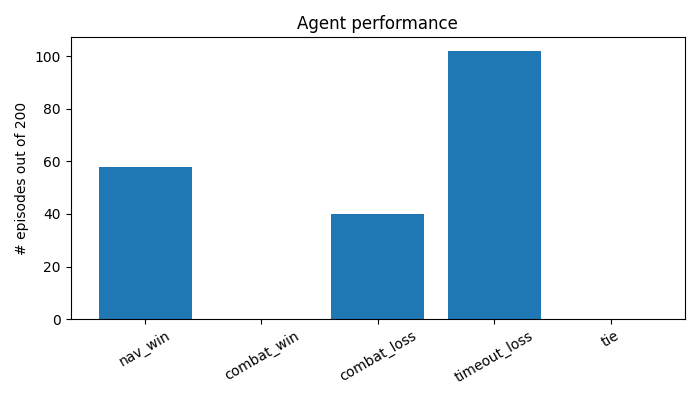 Agent performance
# episodes out of 200
100
80
60
40
20
0
nav_win
combat_win
combat_loss
timeout_loss
tie